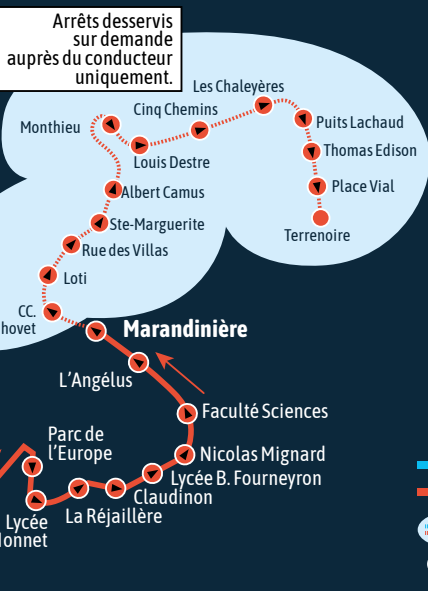 Arrêts desservis
sur demande
auprès du conducteur
uniquement.
Les Chaleyères
Cinq Chemins
Monthieu
Puits Lachaud
Louis Destre
Thomas Edison
Albert Camus
Place Vial
Ste-Marguerite
Terrenoire
Rue des Villas
Loti
CC.
hovet
Marandinière
L'Angélus
Faculté Sciences
Parc de
l'Europe
Nicolas Mignard
Lycée B. Fourneyron
Claudinon
La Réjaillère
Lycée
onnet